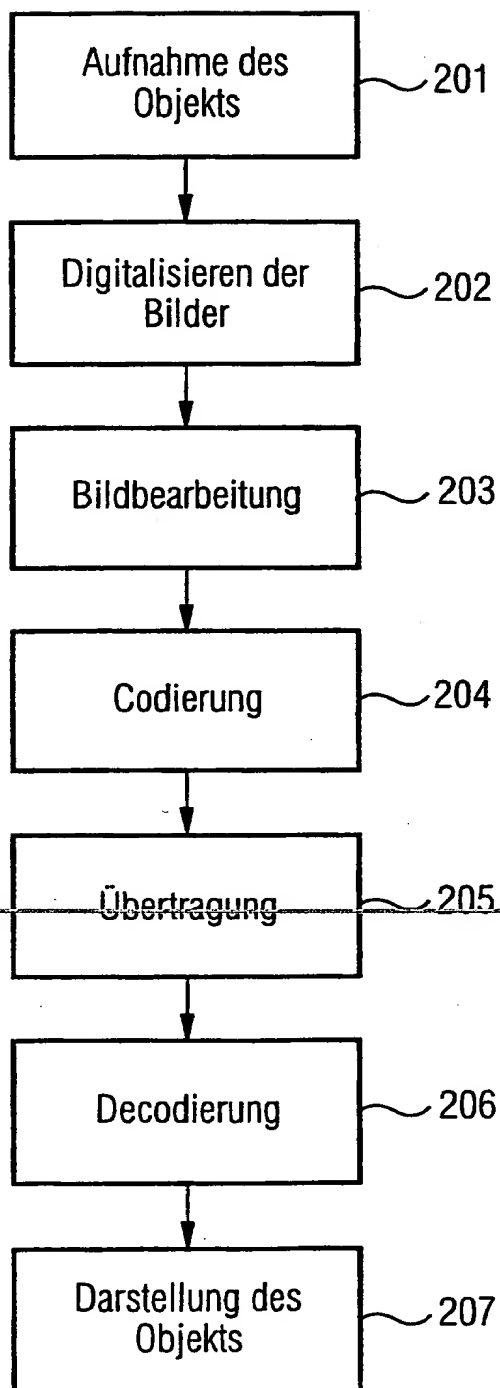 Aufnahme des
Objekts
201
Digitalisieren der
Bilder
202
Bildbearbeitung
203
Codierung
204
Übertragung
205
Decodierung
206
Darstellung des
Objekts
207